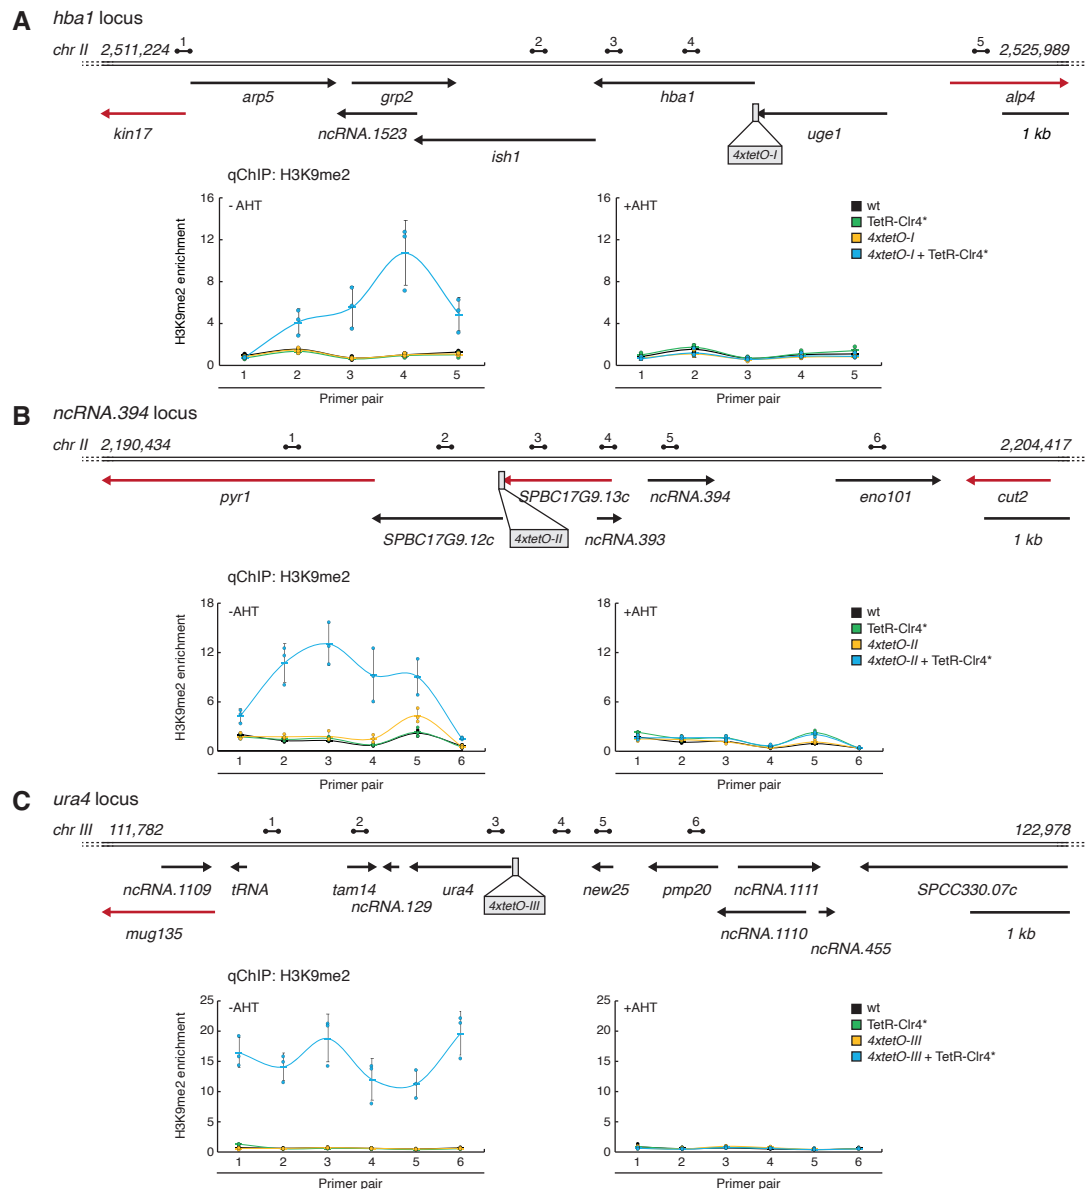 A hba1 locus
chr II 2,511,224 1 2 3 4 5 2,525,989
arp5 grp2 hba1 alp4
kin17 ncRNA.1523 uge1 1 kb
4xtetO-I
ish1
qChIP: H3K9me2
- AHT
+AHT
H3K9me2 enrichment
16
12
8
4
0
1 2 3 4 5
Primer pair
16
12
8
4
0
1 2 3 4 5
Primer pair
wt
TetR-Clr4*
4xtetO-I
4xtetO-I + TetR-Clr4*
B ncRNA.394 locus
chr II 2,190,434 1 2 3 4 5 6 2,204,417
pyr1 SPBC17G9.13c ncRNA.394 eno101 cut2
SPBC17G9.12c 4xtetO-II ncRNA.393 1 kb
qChIP: H3K9me2
-AHT
+AHT
H3K9me2 enrichment
18
12
6
0
1 2 3 4 5 6
Primer pair
18
12
6
0
1 2 3 4 5 6
Primer pair
wt
TetR-Clr4*
4xtetO-II
4xtetO-II + TetR-Clr4*
C ura4 locus
chr III 111,782 1 2 3 4 5 6 122,978
ncRNA.1109 tRNA tam14 ura4 new25 pmp20 ncRNA.1111 SPCC330.07c
ncRNA.129 4xtetO-III
mug135 ncRNA.1110 1 kb
ncRNA.455
qChIP: H3K9me2
-AHT
+AHT
H3K9me2 enrichment
25
20
15
10
5
0
1 2 3 4 5 6
Primer pair
25
20
15
10
5
0
1 2 3 4 5 6
Primer pair
wt
TetR-Clr4*
4xtetO-III
4xtetO-III + TetR-Clr4*